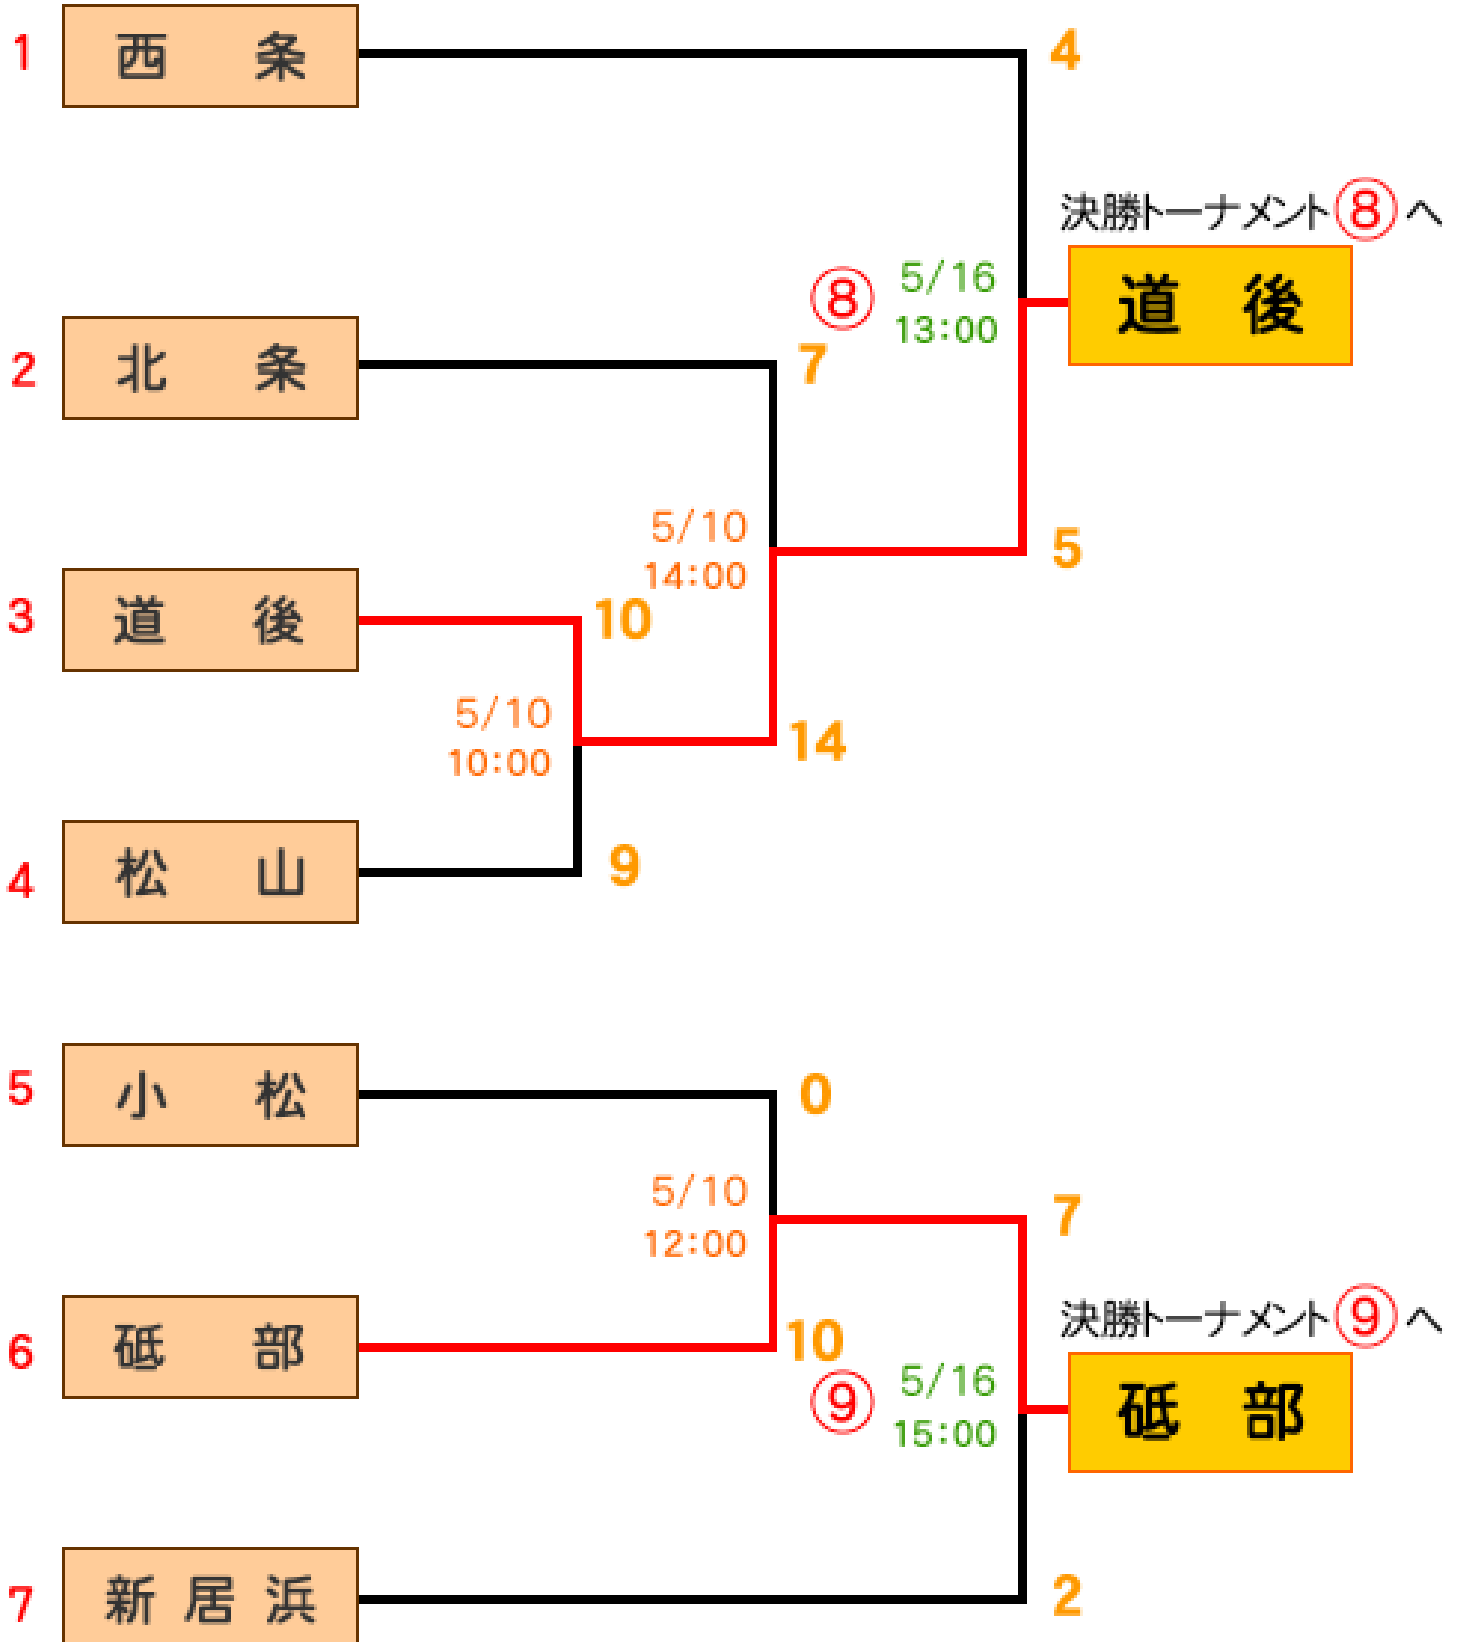 1 西条 4
決勝トーナメント⑧へ
道後
⑧ 5/16
13:00
2 北条 7
5/10
14:00
5
3 道後 10
5/10
10:00
14
4 松山 9
5 小松 0
5/10
12:00
7
決勝トーナメント⑨へ
砥部
6 砥部 10
⑨ 5/16
15:00
7 新居浜 2